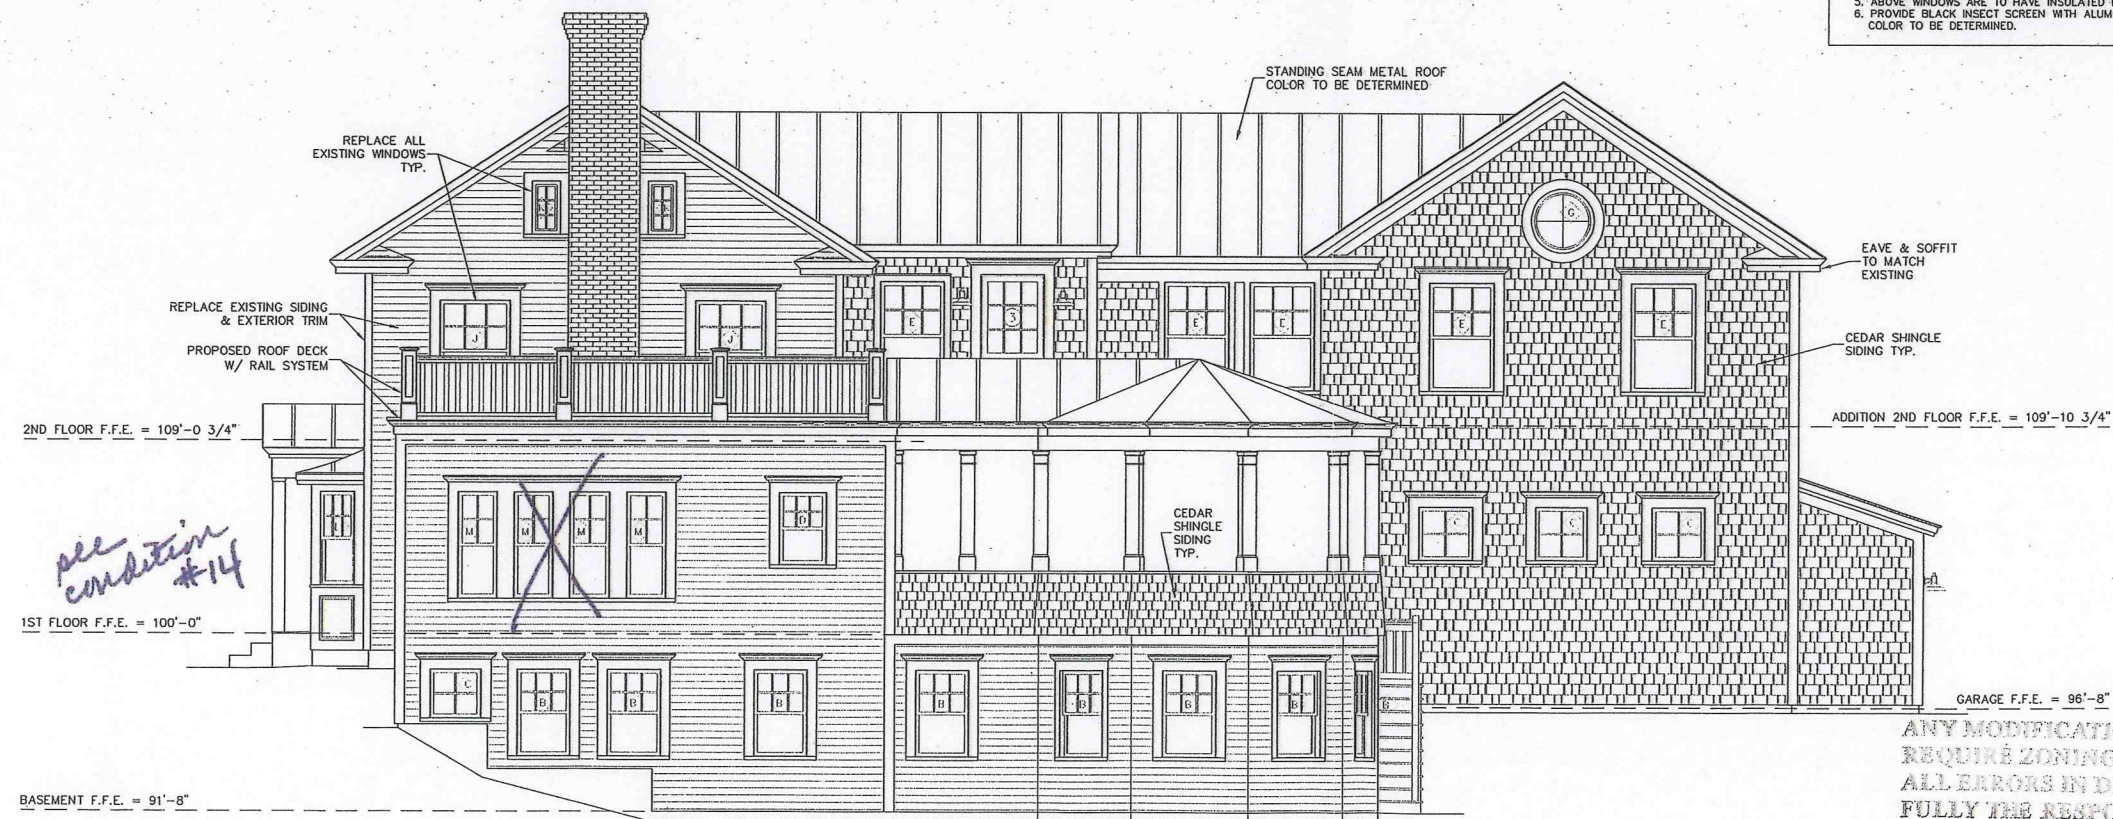 5. ABOVE WINDOWS ARE TO HAVE INSULATED
6. PROVIDE BLACK INSECT SCREEN WITH ALUM
COLOR TO BE DETERMINED.
STANDING SEAM METAL ROOF
COLOR TO BE DETERMINED
REPLACE ALL
EXISTING WINDOWS
TYP.
G
EAVE & SOFFIT
TO MATCH
EXISTING
REPLACE EXISTING SIDING
& EXTERIOR TRIM
J
J
E
3
E
E
E
E
PROPOSED ROOF DECK
W/ RAIL SYSTEM
CEDAR SHINGLE
SIDING TYP.
2ND FLOOR F.F.E. = 109'-0 3/4"
ADDITION 2ND FLOOR F.F.E. = 109'-10 3/4"
see
condition
#14
L
M
M
M
M
D
CEDAR
SHINGLE
SIDING
TYP.
C
C
C
1ST FLOOR F.F.E. = 100'-0"
C
B
B
B
B
B
B
B
B
GARAGE F.F.E. = 96'-8"
ANY MODIFICATI
REQUIRE ZONING
ALL ERRORS IN D
FULLY THE RESPO
BASEMENT F.F.E. = 91'-8"